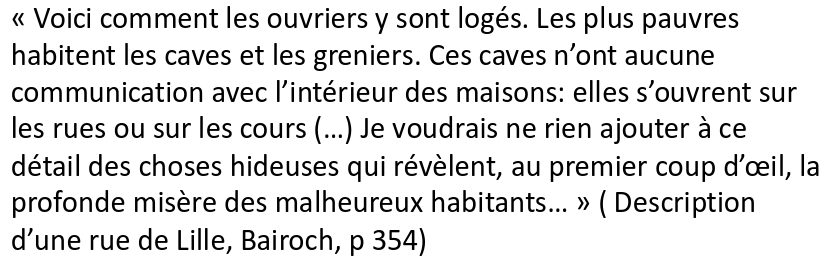 « Voici comment les ouvriers y sont logés. Les plus pauvres
habitent les caves et les greniers. Ces caves n’ont aucune
communication avec l’intérieur des maisons: elles s’ouvrent sur
les rues ou sur les cours (…) Je voudrais ne rien ajouter à ce
détail des choses hideuses qui révèlent, au premier coup d’œil, la
profonde misère des malheureux habitants… » ( Description
d’une rue de Lille, Bairoch, p 354)